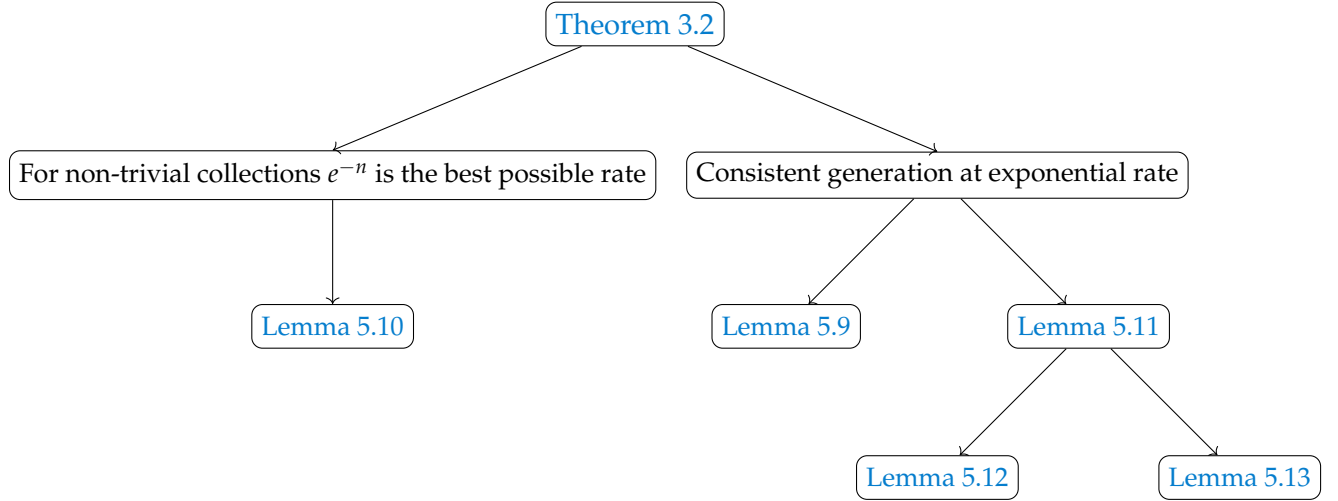 Theorem 3.2
For non-trivial collections e⁻ⁿ is the best possible rate
Consistent generation at exponential rate
Lemma 5.10
Lemma 5.9
Lemma 5.11
Lemma 5.12
Lemma 5.13